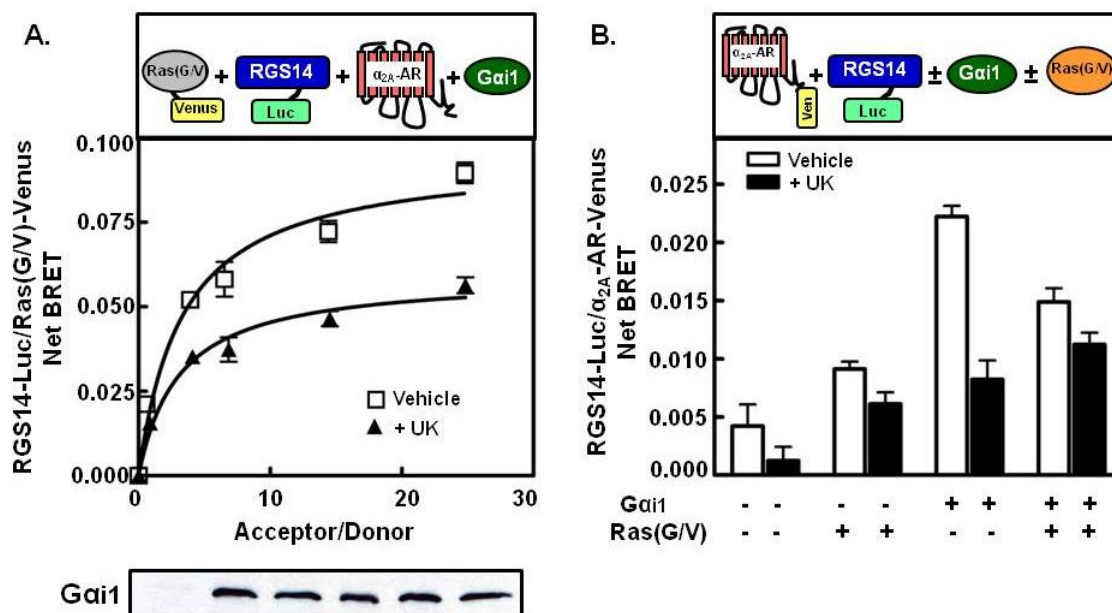 A.
Ras(G/V) + RGS14 + α2A-AR + Gαi1
Venus
Luc
RGS14-Luc/Ras(G/V)-Venus
Net BRET
0.100
0.075
0.050
0.025
0.000
Vehicle
+ UK
0 10 20 30
Acceptor/Donor
Gαi1
B.
α2A-AR + RGS14 ± Gαi1 ± Ras(G/V)
Ven
Luc
RGS14-Luc/α2A-AR-Venus
Net BRET
Vehicle
+ UK
0.025
0.020
0.015
0.010
0.005
0.000
Gαi1 - - - - + + + +
Ras(G/V) - - + + - - + +